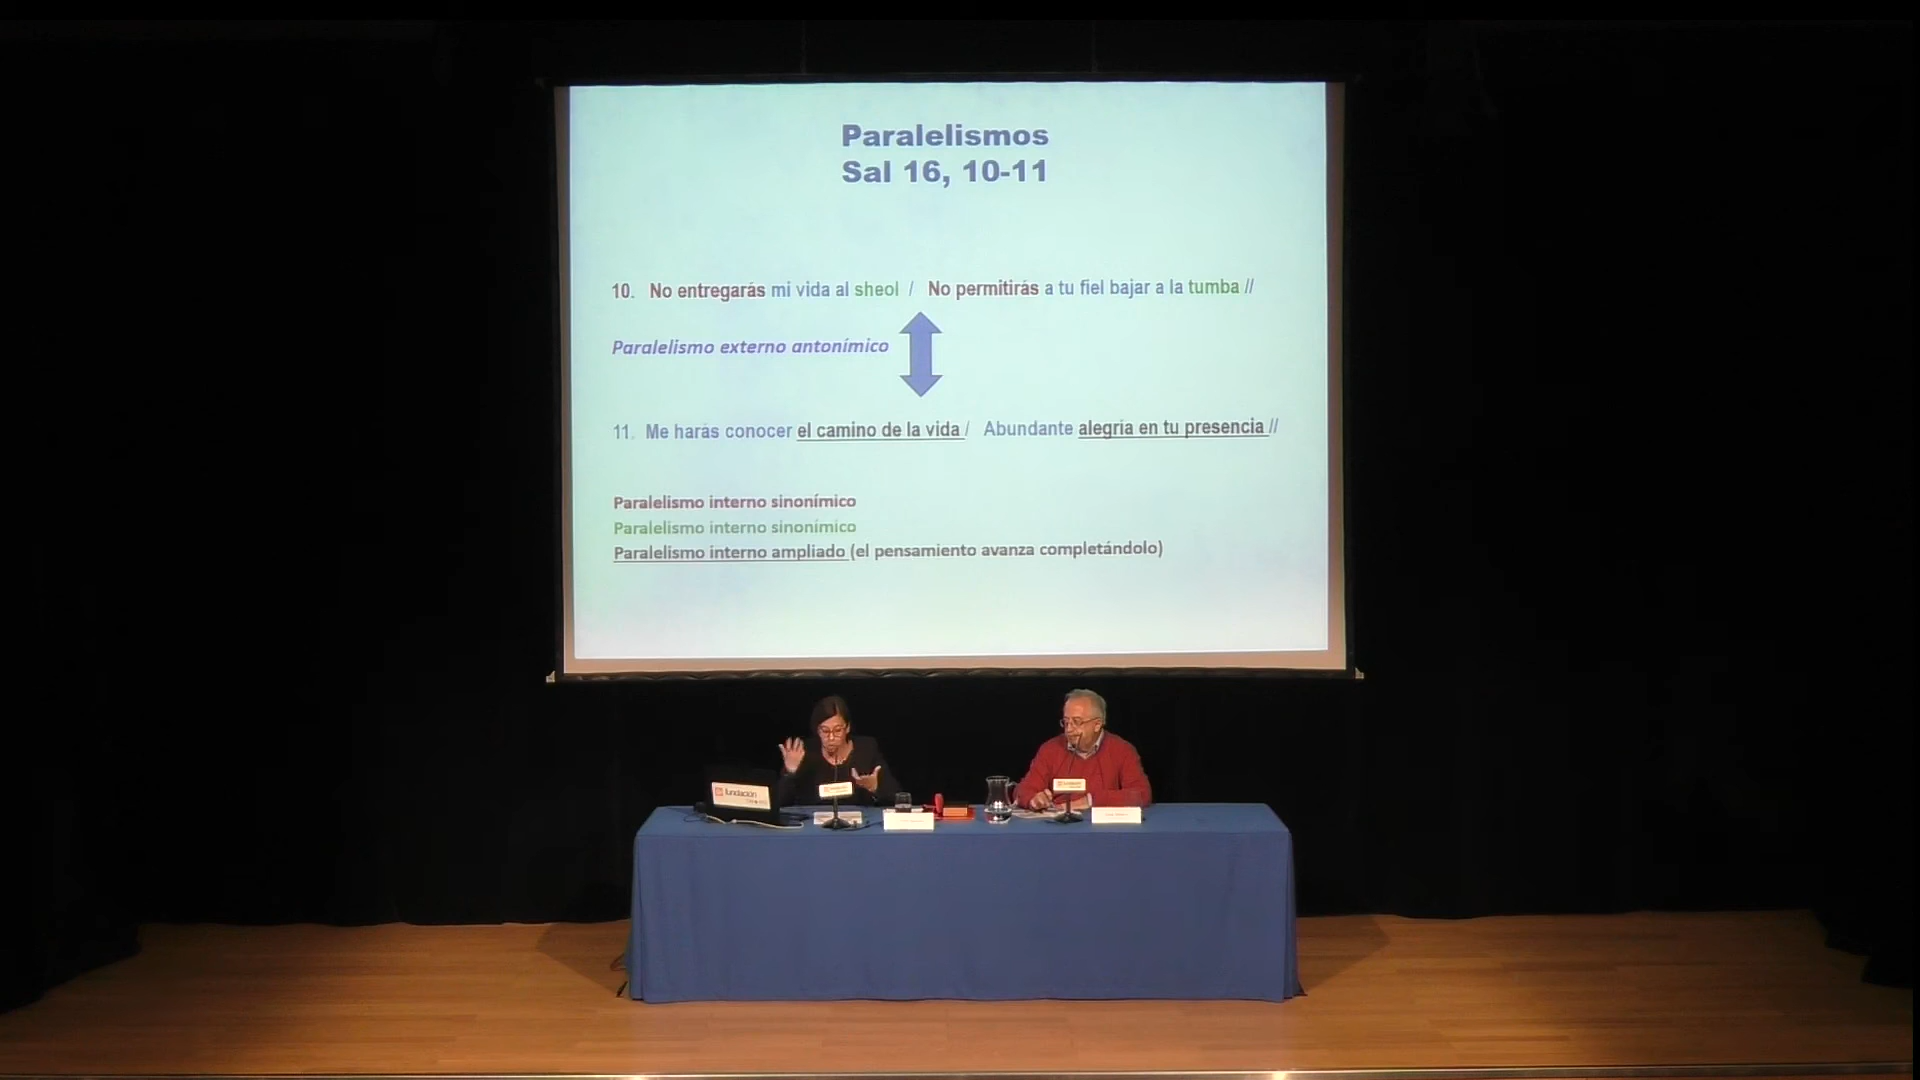 Paralelismos
Sal 16, 10-11
10. No entregarás mi vida al sheol / No permitirás a tu fiel bajar a la tumba //
Paralelismo externo antonímico
11. Me harás conocer el camino de la vida / Abundante alegría en tu presencia //
Paralelismo interno sinonímico
Paralelismo interno sinonímico
Paralelismo interno ampliado (el pensamiento avanza completándolo)
fundación